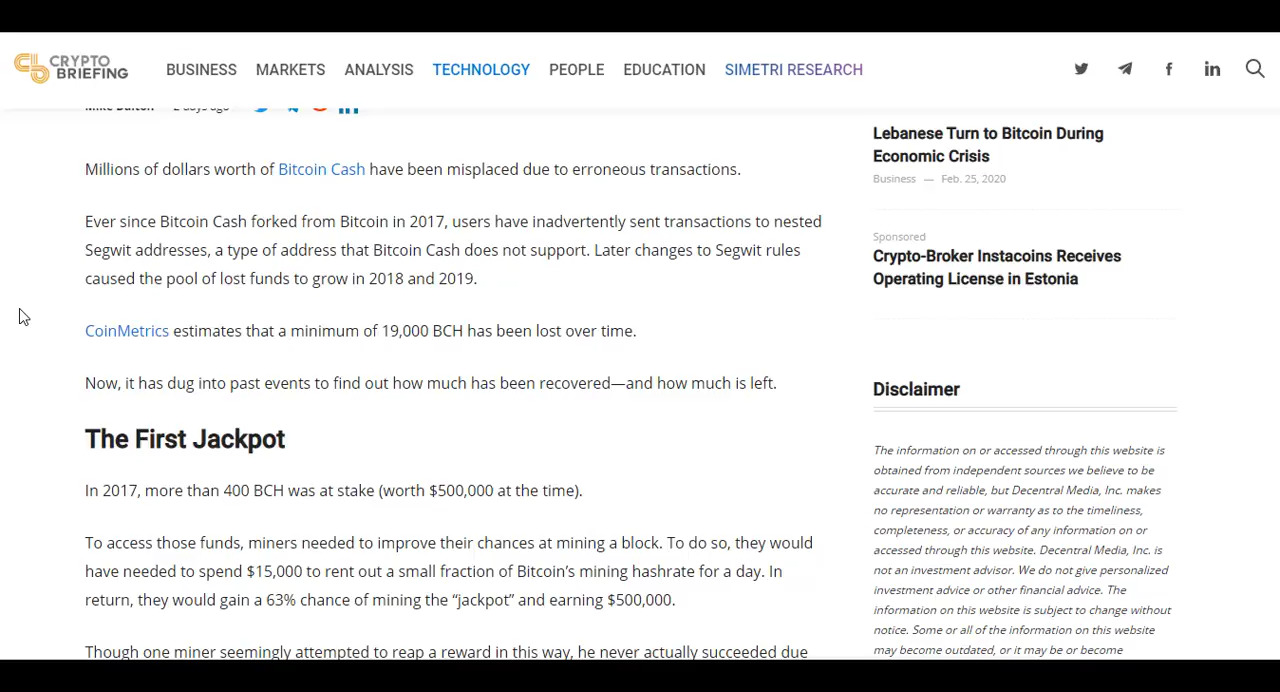 CRYPTO
BRIEFING
BUSINESS MARKETS ANALYSIS TECHNOLOGY PEOPLE EDUCATION SIMETRI RESEARCH
Mike Dalton 2 days ago
Millions of dollars worth of Bitcoin Cash have been misplaced due to erroneous transactions.
Ever since Bitcoin Cash forked from Bitcoin in 2017, users have inadvertently sent transactions to nested
Segwit addresses, a type of address that Bitcoin Cash does not support. Later changes to Segwit rules
caused the pool of lost funds to grow in 2018 and 2019.
CoinMetrics estimates that a minimum of 19,000 BCH has been lost over time.
Now, it has dug into past events to find out how much has been recovered—and how much is left.
The First Jackpot
In 2017, more than 400 BCH was at stake (worth $500,000 at the time).
To access those funds, miners needed to improve their chances at mining a block. To do so, they would
have needed to spend $15,000 to rent out a small fraction of Bitcoin’s mining hashrate for a day. In
return, they would gain a 63% chance of mining the “jackpot” and earning $500,000.
Though one miner seemingly attempted to reap a reward in this way, he never actually succeeded due
Lebanese Turn to Bitcoin During
Economic Crisis
Business — Feb. 25, 2020
Sponsored
Crypto-Broker Instacoins Receives
Operating License in Estonia
Disclaimer
The information on or accessed through this website is
obtained from independent sources we believe to be
accurate and reliable, but Decentral Media, Inc. makes
no representation or warranty as to the timeliness,
completeness, or accuracy of any information on or
accessed through this website. Decentral Media, Inc. is
not an investment advisor. We do not give personalized
investment advice or other financial advice. The
information on this website is subject to change without
notice. Some or all of the information on this website
may become outdated, or it may be or become